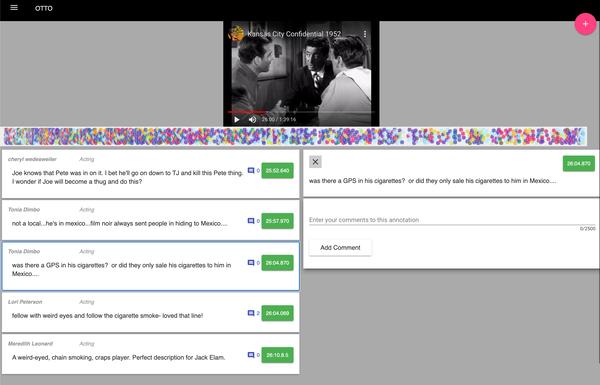 OTTO
Kansas City Confidential 1952
26:00 / 1:39:16
cheryl wedesweiler Acting
Joe knows that Pete was in on it. I bet he'll go on down to TJ and kill this Pete thing.
I wonder if Joe will become a thug and do this?
0 25:52.640
Tonia Dimbo Acting
not a local...he's in mexico...film noir always sent people in hiding to Mexico....
0 25:57.970
Tonia Dimbo Acting
was there a GPS in his cigarettes? or did they only sale his cigarettes to him in
Mexico....
0 26:04.870
Lori Peterson Acting
fellow with weird eyes and follow the cigarette smoke- loved that line!
2 26:04.069
Meredith Leonard Acting
A weird-eyed, chain smoking, craps player. Perfect description for Jack Elam.
0 26:10.8.5
26:04.870
was there a GPS in his cigarettes? or did they only sale his cigarettes to him in Mexico....
Enter your comments to this annotation
0/2500
Add Comment